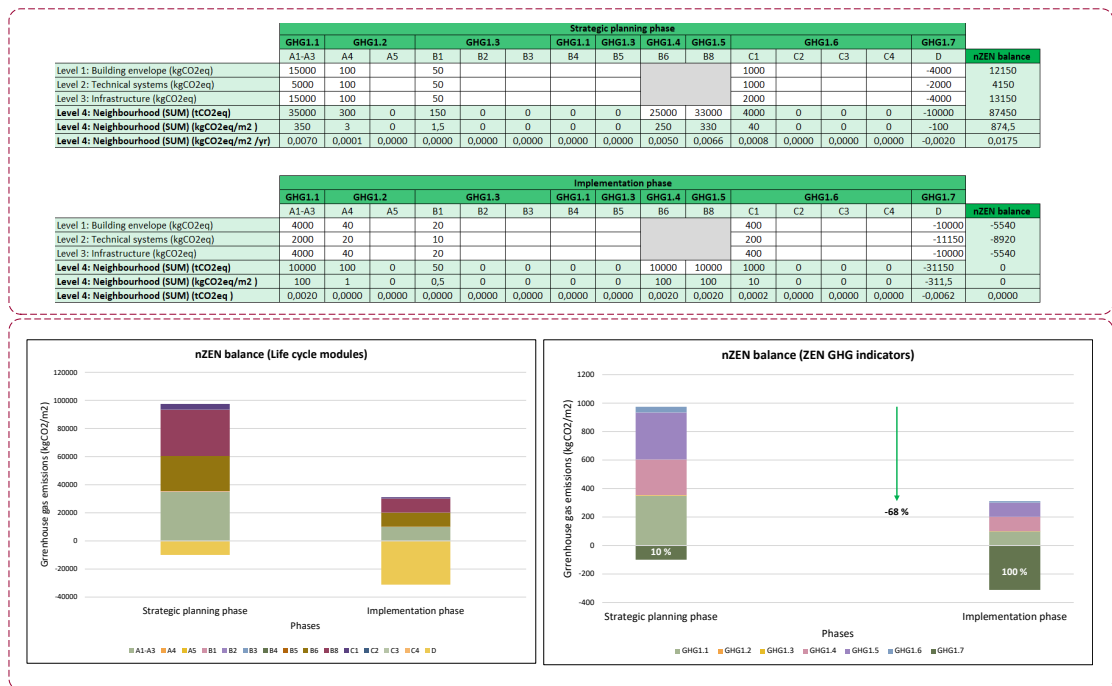 Strategic planning phase
GHG1.1 GHG1.2 GHG1.3 GHG1.1 GHG1.3 GHG1.4 GHG1.5 GHG1.6 GHG1.7
A1-A3 A4 A5 B1 B2 B3 B4 B5 B6 B8 C1 C2 C3 C4 D nZEN balance
Level 1: Building envelope (kgCO2eq) 15000 100 50 1000 -4000 12150
Level 2: Technical systems (kgCO2eq) 5000 100 50 1000 -2000 4150
Level 3: Infrastructure (kgCO2eq) 15000 100 50 2000 -4000 13150
Level 4: Neighbourhood (SUM) (tCO2eq) 35000 300 0 150 0 0 0 0 25000 33000 4000 0 0 0 -10000 87450
Level 4: Neighbourhood (SUM) (kgCO2eq/m2 ) 350 3 0 1,5 0 0 0 0 250 330 40 0 0 0 -100 874,5
Level 4: Neighbourhood (SUM) (kgCO2eq/m2 /yr) 0,0070 0,0001 0,0000 0,0000 0,0000 0,0000 0,0000 0,0000 0,0050 0,0066 0,0008 0,0000 0,0000 0,0000 -0,0020 0,0175
Implementation phase
GHG1.1 GHG1.2 GHG1.3 GHG1.1 GHG1.3 GHG1.4 GHG1.5 GHG1.6 GHG1.7
A1-A3 A4 A5 B1 B2 B3 B4 B5 B6 B8 C1 C2 C3 C4 D nZEN balance
Level 1: Building envelope (kgCO2eq) 4000 40 20 400 -10000 -5540
Level 2: Technical systems (kgCO2eq) 2000 20 10 200 -11150 -8920
Level 3: Infrastructure (kgCO2eq) 4000 40 20 400 -10000 -5540
Level 4: Neighbourhood (SUM) (tCO2eq) 10000 100 0 50 0 0 0 0 10000 10000 1000 0 0 0 -31150 0
Level 4: Neighbourhood (SUM) (kgCO2eq/m2 ) 100 1 0 0,5 0 0 0 0 100 100 10 0 0 0 -311,5 0
Level 4: Neighbourhood (SUM) (tCO2eq ) 0,0020 0,0000 0,0000 0,0000 0,0000 0,0000 0,0000 0,0000 0,0020 0,0020 0,0002 0,0000 0,0000 0,0000 -0,0062 0,0000
nZEN balance (Life cycle modules)
Grrenhouse gas emissions (kgCO2/m2)
120000
100000
80000
60000
40000
20000
0
-20000
-40000
Strategic planning phase Implementation phase
Phases
A1-A3 A4 A5 B1 B2 B3 B4 B5 B6 B8 C1 C2 C3 C4 D
nZEN balance (ZEN GHG indicators)
Grrenhouse gas emissions (kgCO2/m2)
1200
1000
800
600
400
200
0
-200
-400
-68 %
10 %
100 %
Strategic planning phase Implementation phase
Phases
GHG1.1 GHG1.2 GHG1.3 GHG1.4 GHG1.5 GHG1.6 GHG1.7